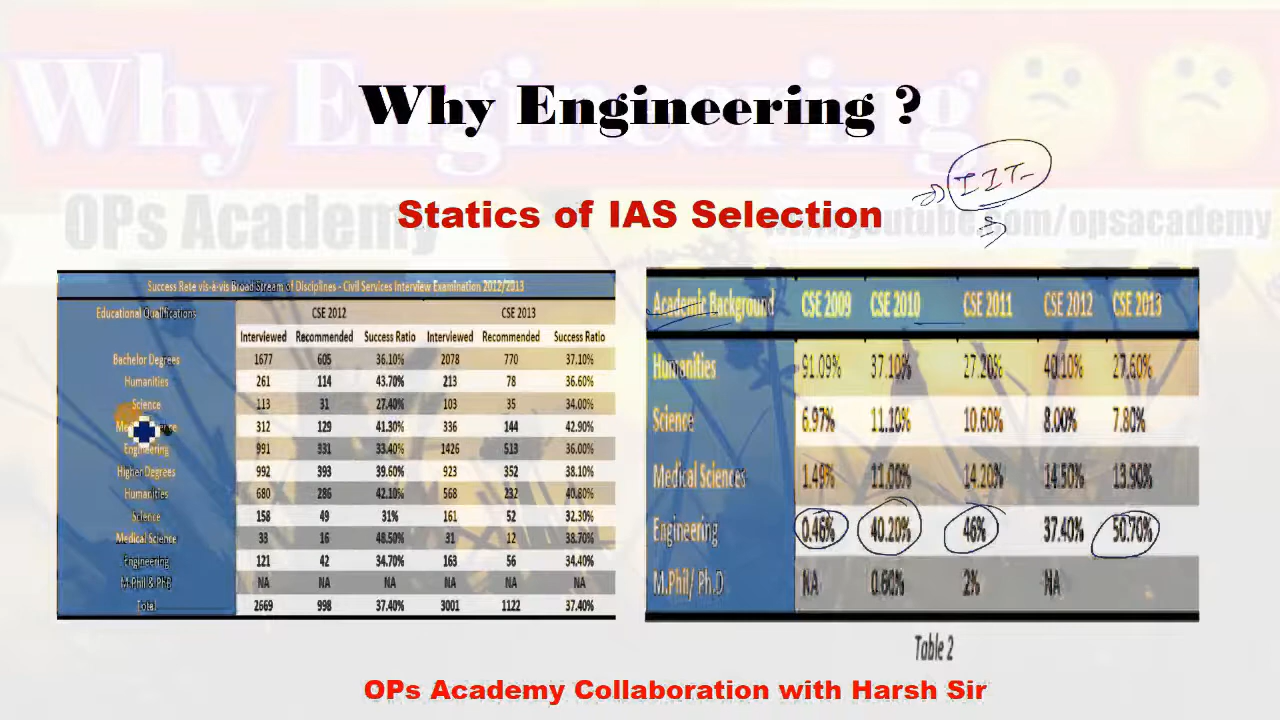 Why Engineering
Why Engineering ?
IIT
OPs Academy
Statics of IAS Selection
youtube.com/opsacademy
Success Rate vis-à-vis Broad Stream of Disciplines - Civil Services Interview Examination 2012/2013
Educational Qualifications CSE 2012 CSE 2013
Interviewed Recommended Success Ratio Interviewed Recommended Success Ratio
Bachelor Degrees 1677 605 36.10% 2078 770 37.10%
Humanities 261 114 43.70% 213 78 36.60%
Science 113 31 27.40% 103 35 34.00%
312 129 41.30% 336 144 42.90%
Engineering 991 331 33.40% 1426 513 36.00%
Higher Degrees 992 393 39.60% 923 352 38.10%
Humanities 680 286 42.10% 568 232 40.80%
Science 158 49 31% 161 52 32.30%
Medical Science 33 16 48.50% 31 12 38.70%
Engineering 121 42 34.70% 163 56 34.40%
M.Phil & PhD NA NA NA NA NA NA
Total 2669 998 37.40% 3001 1122 37.40%
Academic Background CSE 2009 CSE 2010 CSE 2011 CSE 2012 CSE 2013
Humanities 91.09% 37.10% 27.20% 40.10% 27.60%
Science 6.97% 11.10% 10.60% 8.00% 7.80%
Medical Sciences 1.49% 11.00% 14.20% 14.50% 13.90%
Engineering 0.46% 40.20% 46% 37.40% 50.70%
M.Phil/ Ph.D NA 0.60% 2% NA
Table 2
OPs Academy Collaboration with Harsh Sir